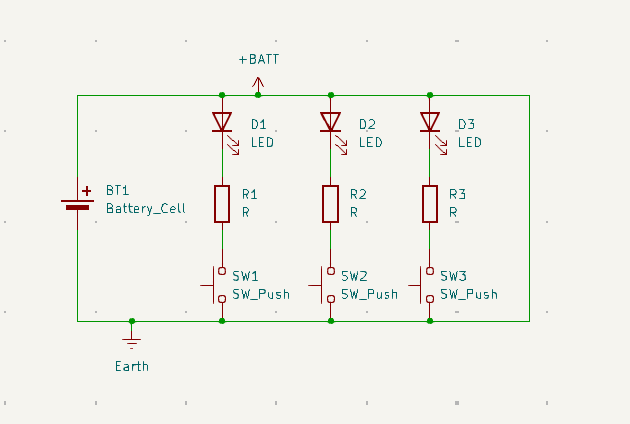 +BATT
D1
LED
D2
LED
D3
LED
BT1
Battery_Cell
R1
R
R2
R
R3
R
SW1
SW_Push
SW2
SW_Push
SW3
SW_Push
Earth